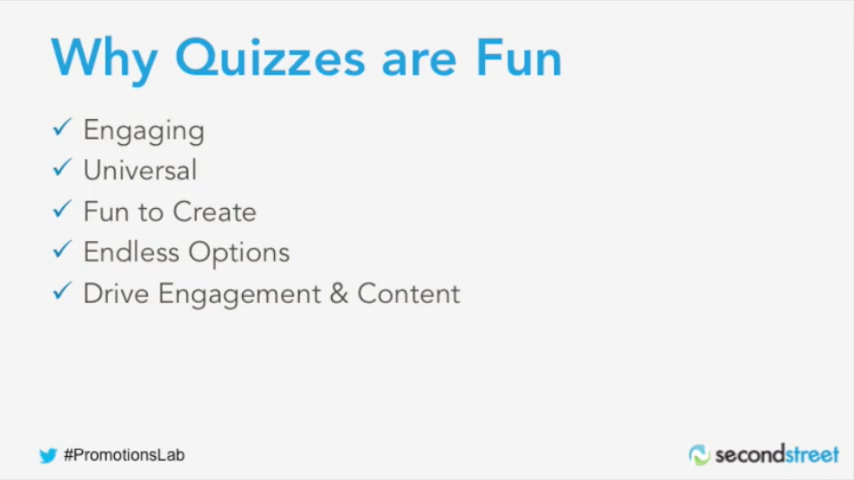 Why Quizzes are Fun
✓ Engaging
✓ Universal
✓ Fun to Create
✓ Endless Options
✓ Drive Engagement & Content
#PromotionsLab
secondstreet